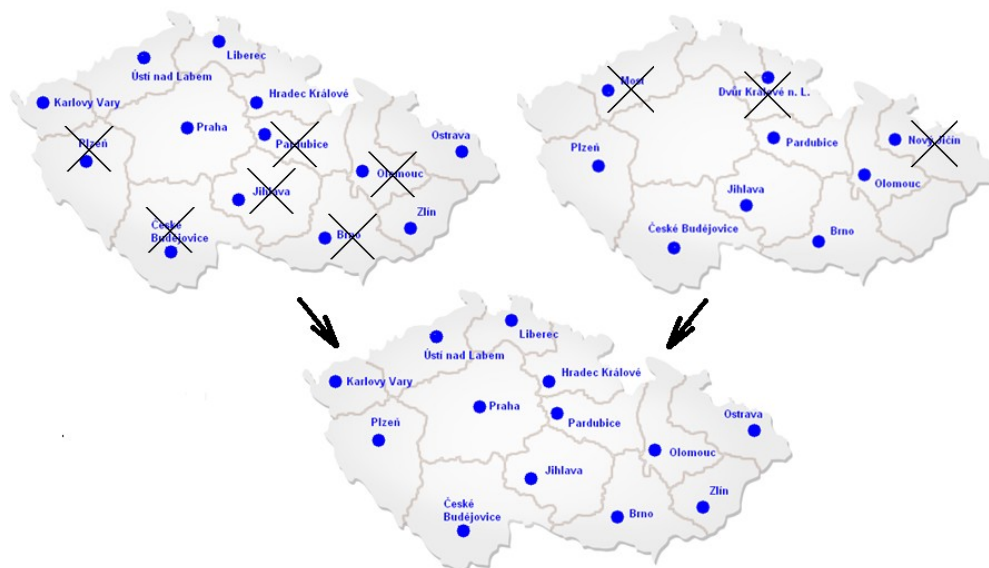 Liberec
Ústí nad Labem
Karlovy Vary
Hradec Králové
Praha
Plzeň
Pardubice
Ostrava
Olomouc
Jihlava
Zlín
České
Budějovice
Brno
Most
Dvůr Králové n. L.
Plzeň
Pardubice
Nový Jičín
Olomouc
Jihlava
České Budějovice
Brno
Liberec
Ústí nad Labem
Karlovy Vary
Hradec Králové
Praha
Plzeň
Pardubice
Ostrava
Olomouc
Jihlava
Zlín
České
Budějovice
Brno